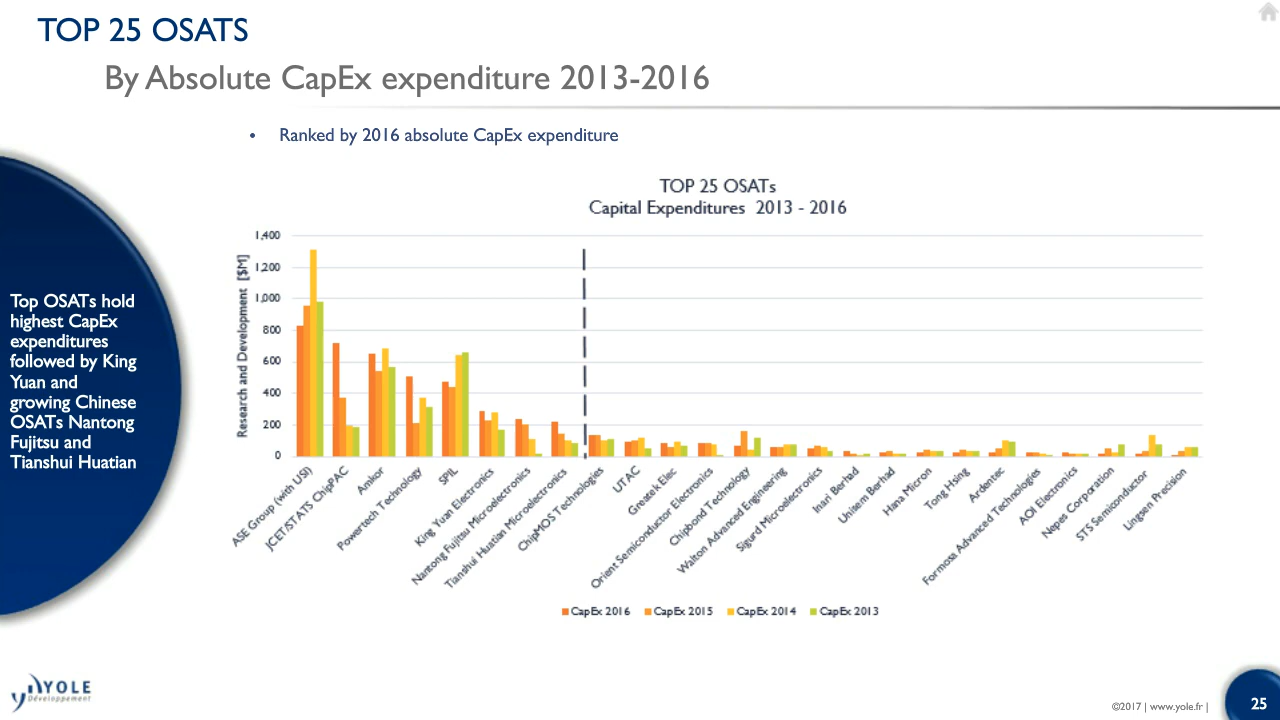 TOP 25 OSATS
By Absolute CapEx expenditure 2013-2016
• Ranked by 2016 absolute CapEx expenditure
Top OSATs hold
highest CapEx
expenditures
followed by King
Yuan and
growing Chinese
OSATs Nantong
Fujitsu and
Tianshui Huatian
TOP 25 OSATs
Capital Expenditures 2013 - 2016
Research and Development [$M]
1,400
1,200
1,000
800
600
400
200
0
ASE Group (with USI)
JCET/STATS ChipPAC
Amkor
Powertech Technology
SPIL
King Yuan Electronics
Nantong Fujitsu Microelectronics
Tianshui Huatian Microelectronics
ChipMOS Technologies
UTAC
Greatek Elec
Orient Semiconductor Electronics
Chipbond Technology
Walton Advanced Engineering
Sigurd Microelectronics
Inari Berhad
Unisem Berhad
Hana Micron
Tong Hsing
Ardentec
Formosa Advanced Technologies
AOI Electronics
Nepes Corporation
STS Semiconductor
Lingsen Precision
CapEx 2016 CapEx 2015 CapEx 2014 CapEx 2013
YOLE
Développement
©2017 | www.yole.fr |
25